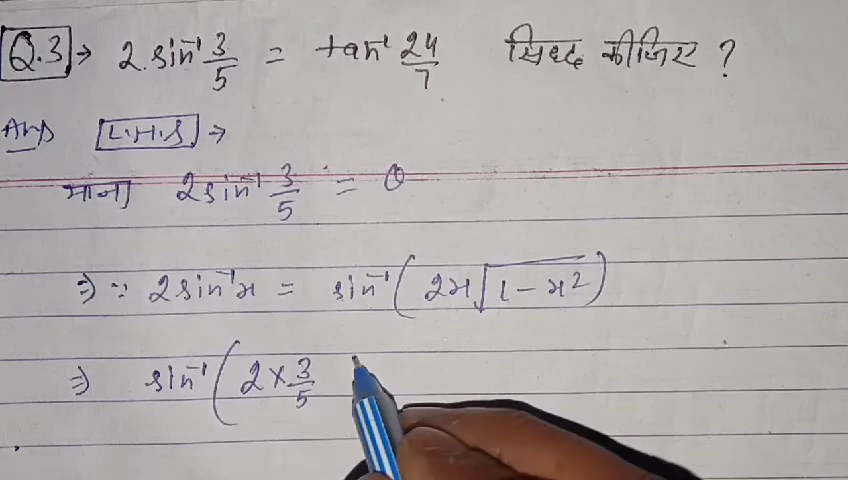 Q.3 → 2 sin⁻¹ 3/5 = tan⁻¹ 24/7 सिध्द कीजिए ?
Ans L.H.S →
माना 2sin⁻¹ 3/5 = θ
⇒ ∵ 2sin⁻¹x = sin⁻¹(2x√(1-x²))
⇒ sin⁻¹(2×3/5